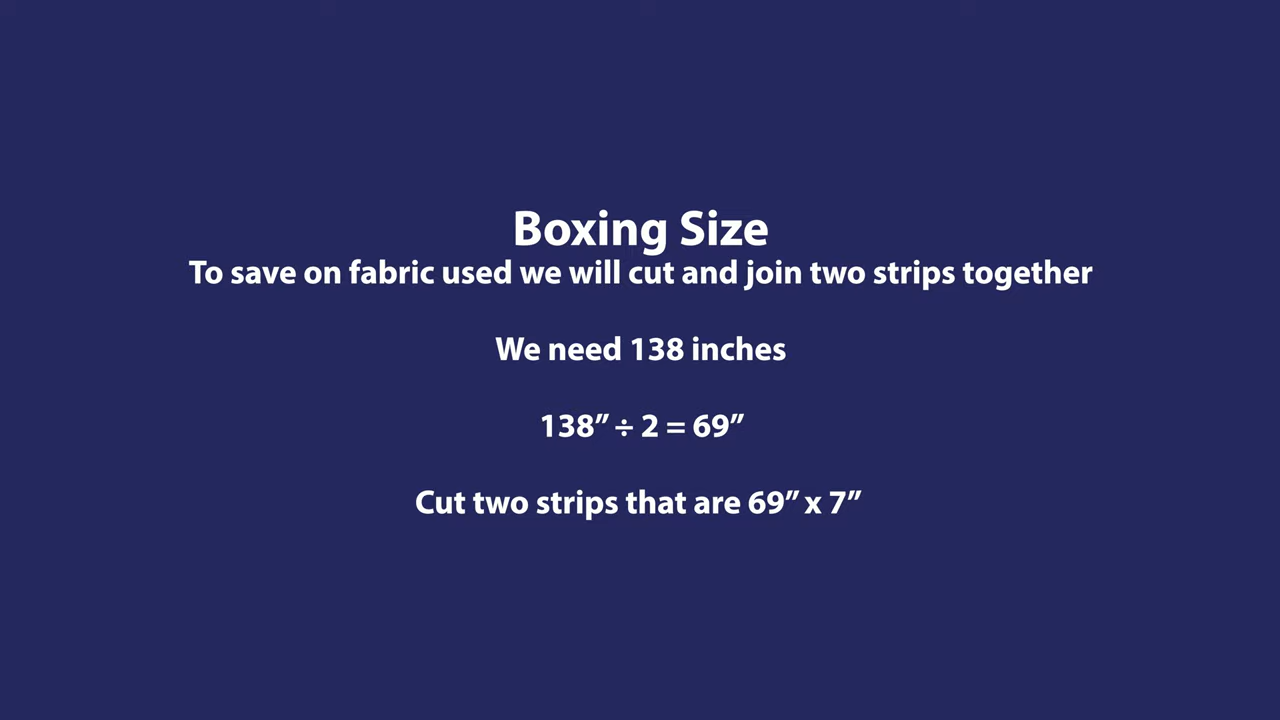 Boxing Size
To save on fabric used we will cut and join two strips together
We need 138 inches
138” ÷ 2 = 69”
Cut two strips that are 69” x 7”